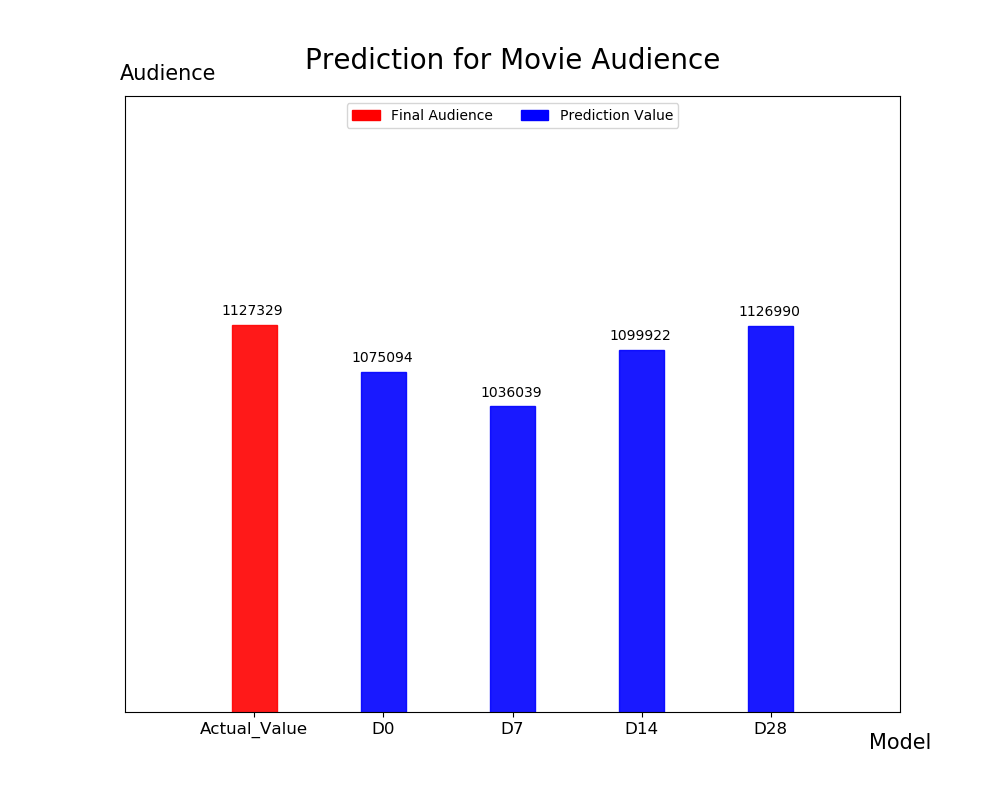 Prediction for Movie Audience
Audience
Final Audience
Prediction Value
1127329
1075094
1036039
1099922
1126990
Actual_Value
D0
D7
D14
D28
Model